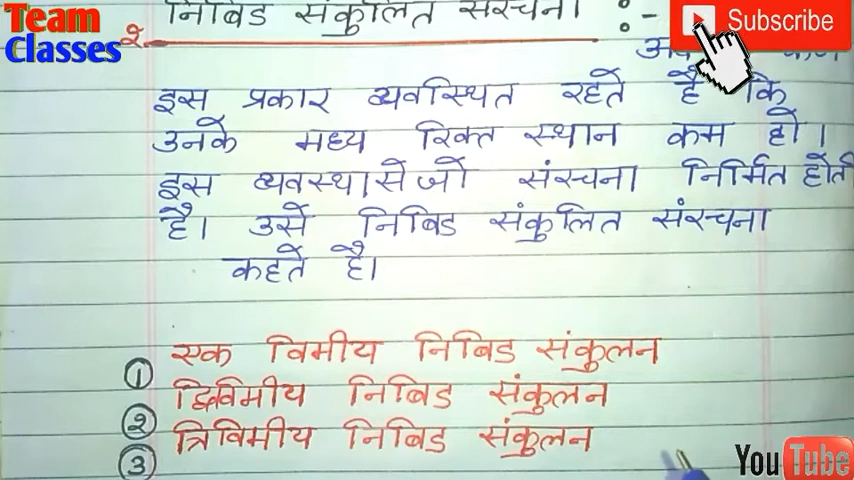 Team
Classes
निबिड संकुलित संरचना :-
Subscribe
२
इस प्रकार व्यवस्थित रहते है कि
उनके मध्य रिक्त स्थान कम हो।
इस व्यवस्था से जो संरचना निर्मित होती
है। उसे निबिड संकुलित संरचना
कहते है।
① एक विमीय निबिड संकुलन
② द्विविमीय निबिड संकुलन
③ त्रिविमीय निबिड संकुलन
YouTube